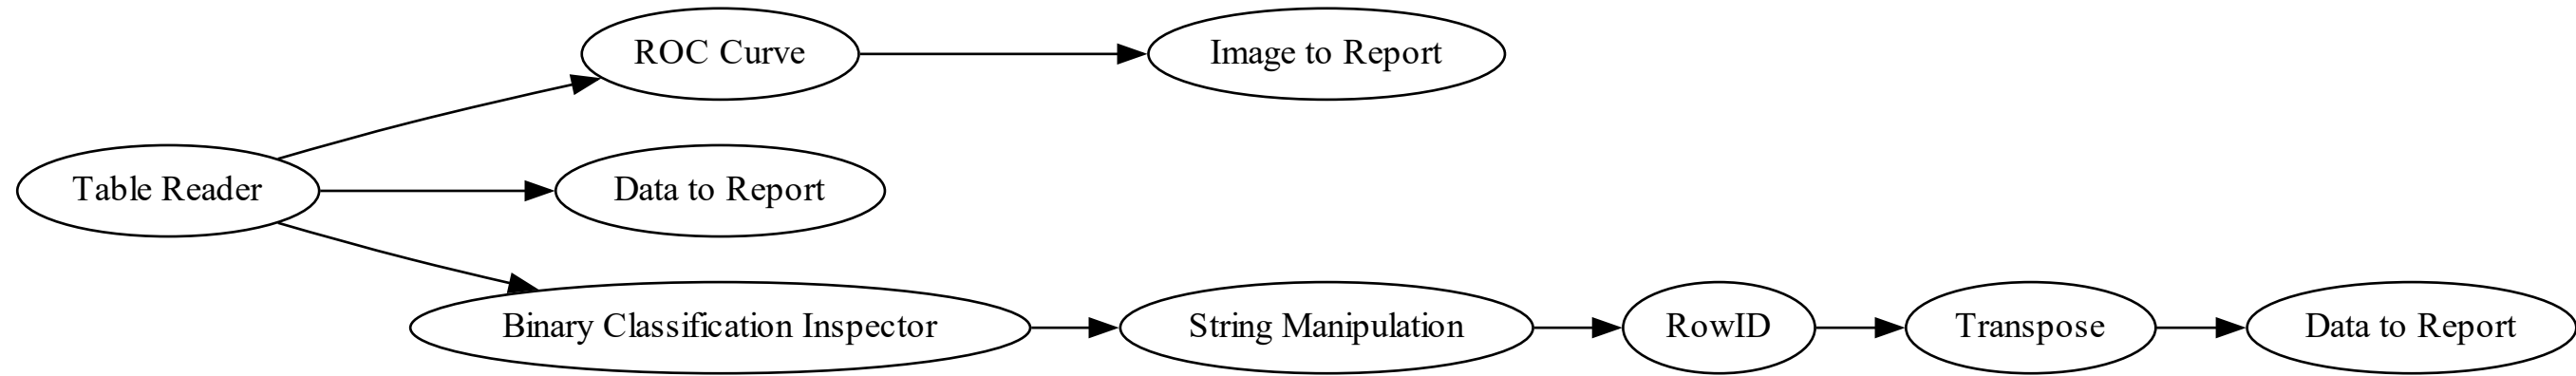 ROC Curve
Image to Report
Table Reader
Data to Report
Binary Classification Inspector
String Manipulation
RowID
Transpose
Data to Report